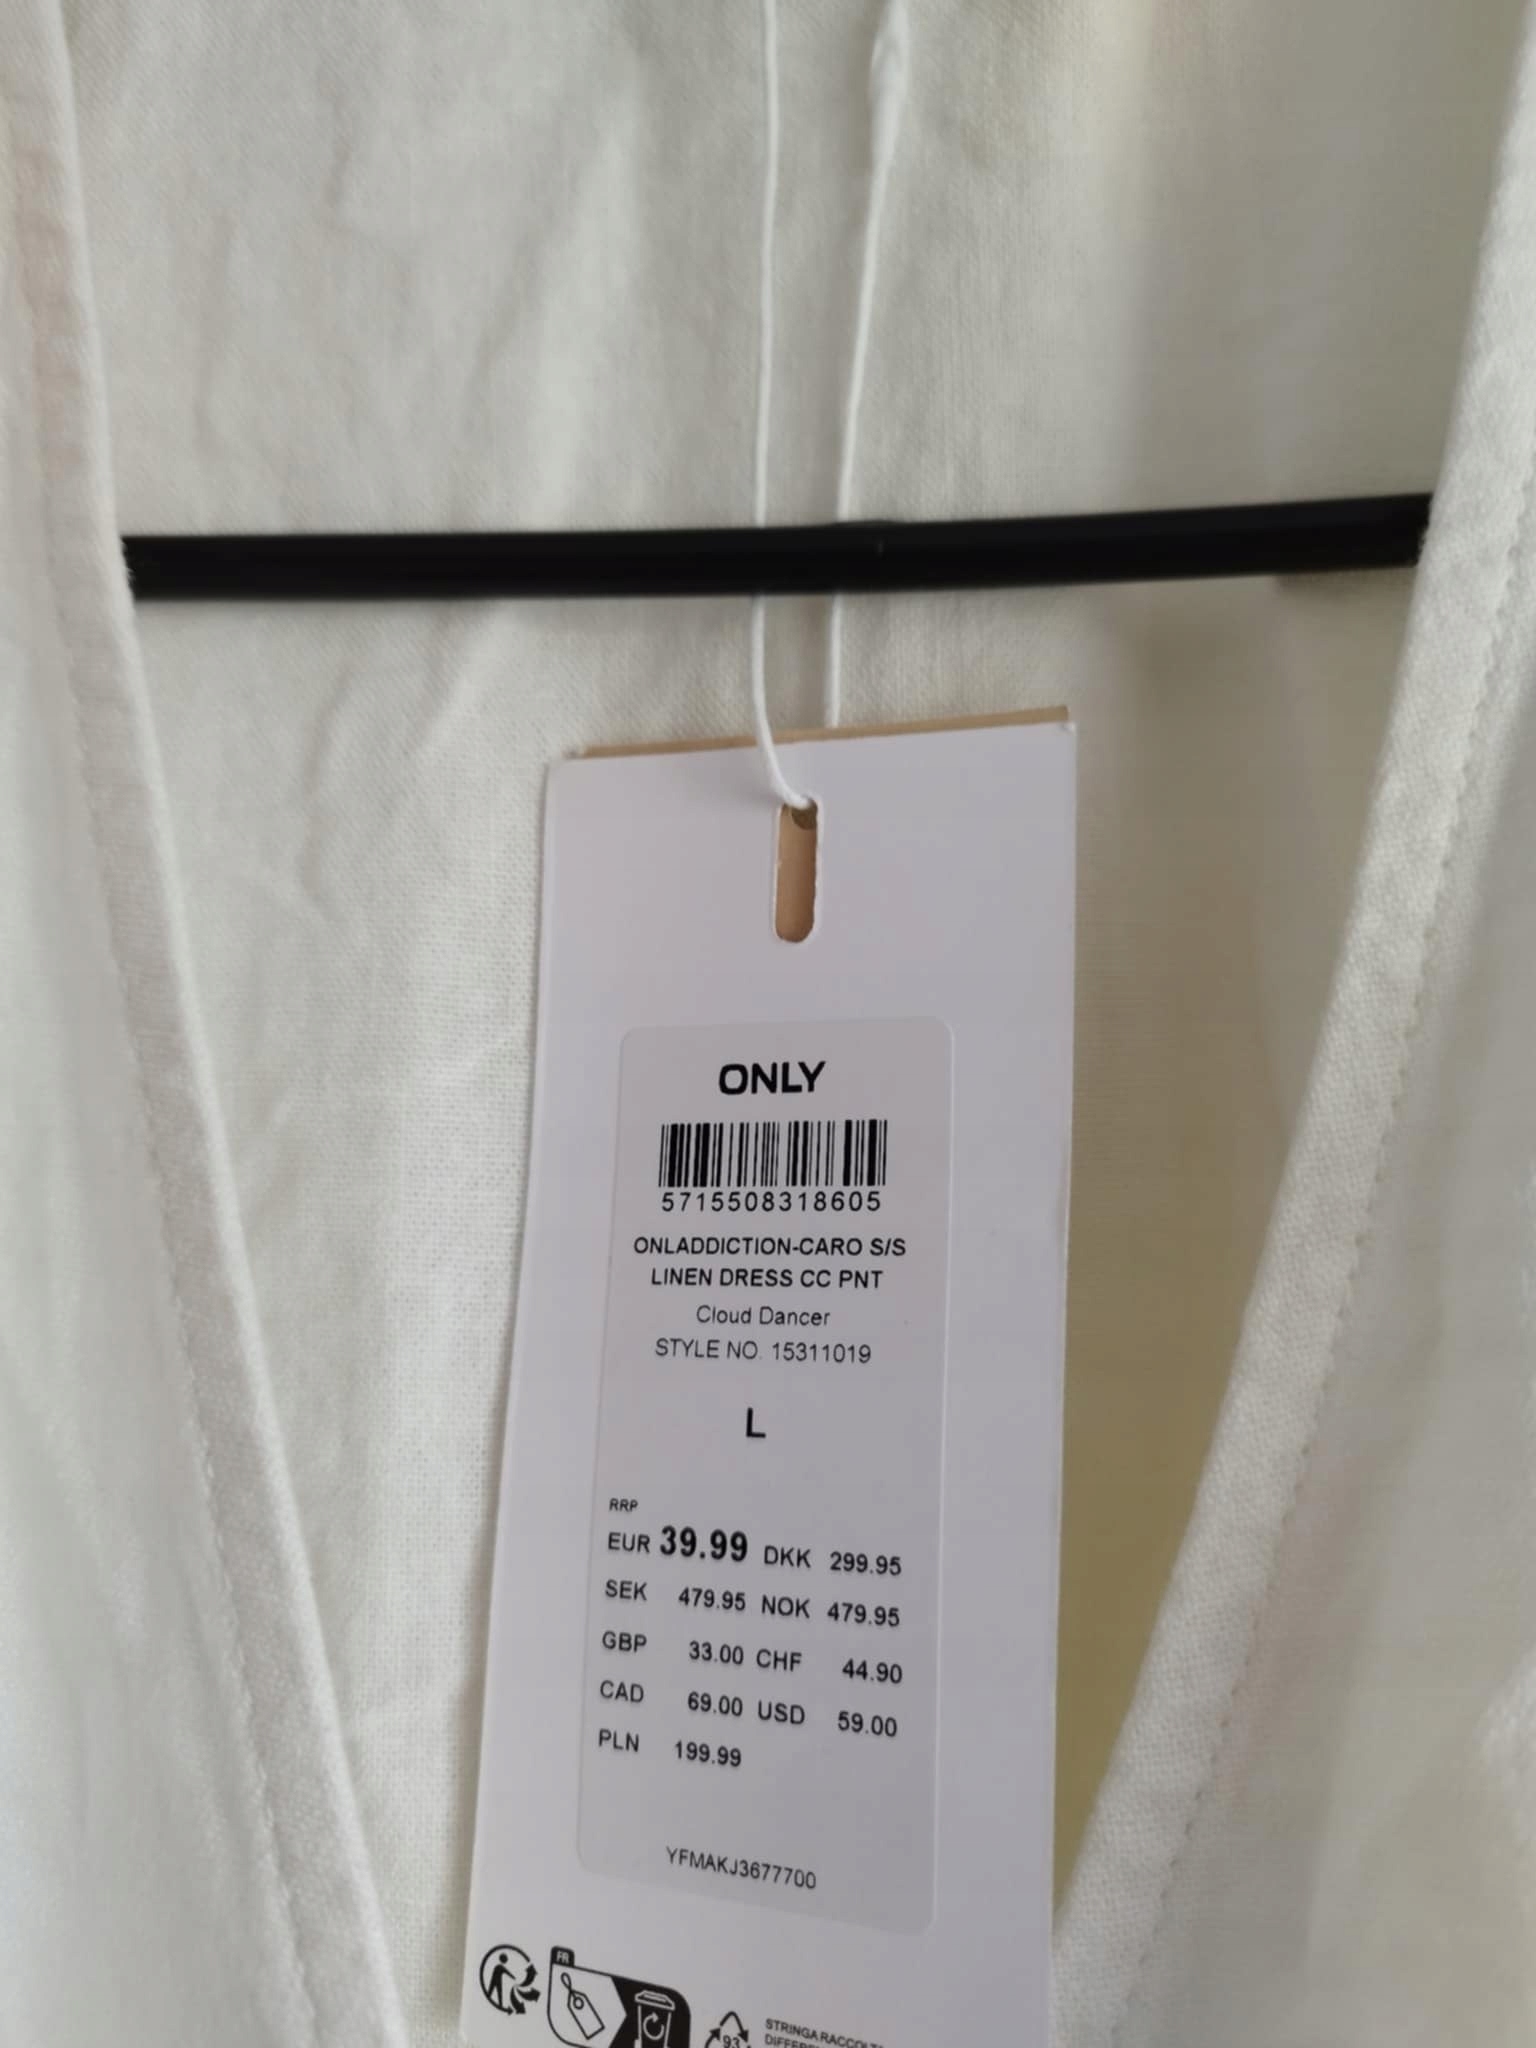 ONLY
5715508318605
ONLADDICTION-CARO S/S
LINEN DRESS CC PNT
Cloud Dancer
STYLE NO. 15311019
L
RRP
EUR 39.99 DKK 299.95
SEK 479.95 NOK 479.95
GBP 33.00 CHF 44.90
CAD 69.00 USD 59.00
PLN 199.99
YFMAKJ3677700
FR
93
STRINGA